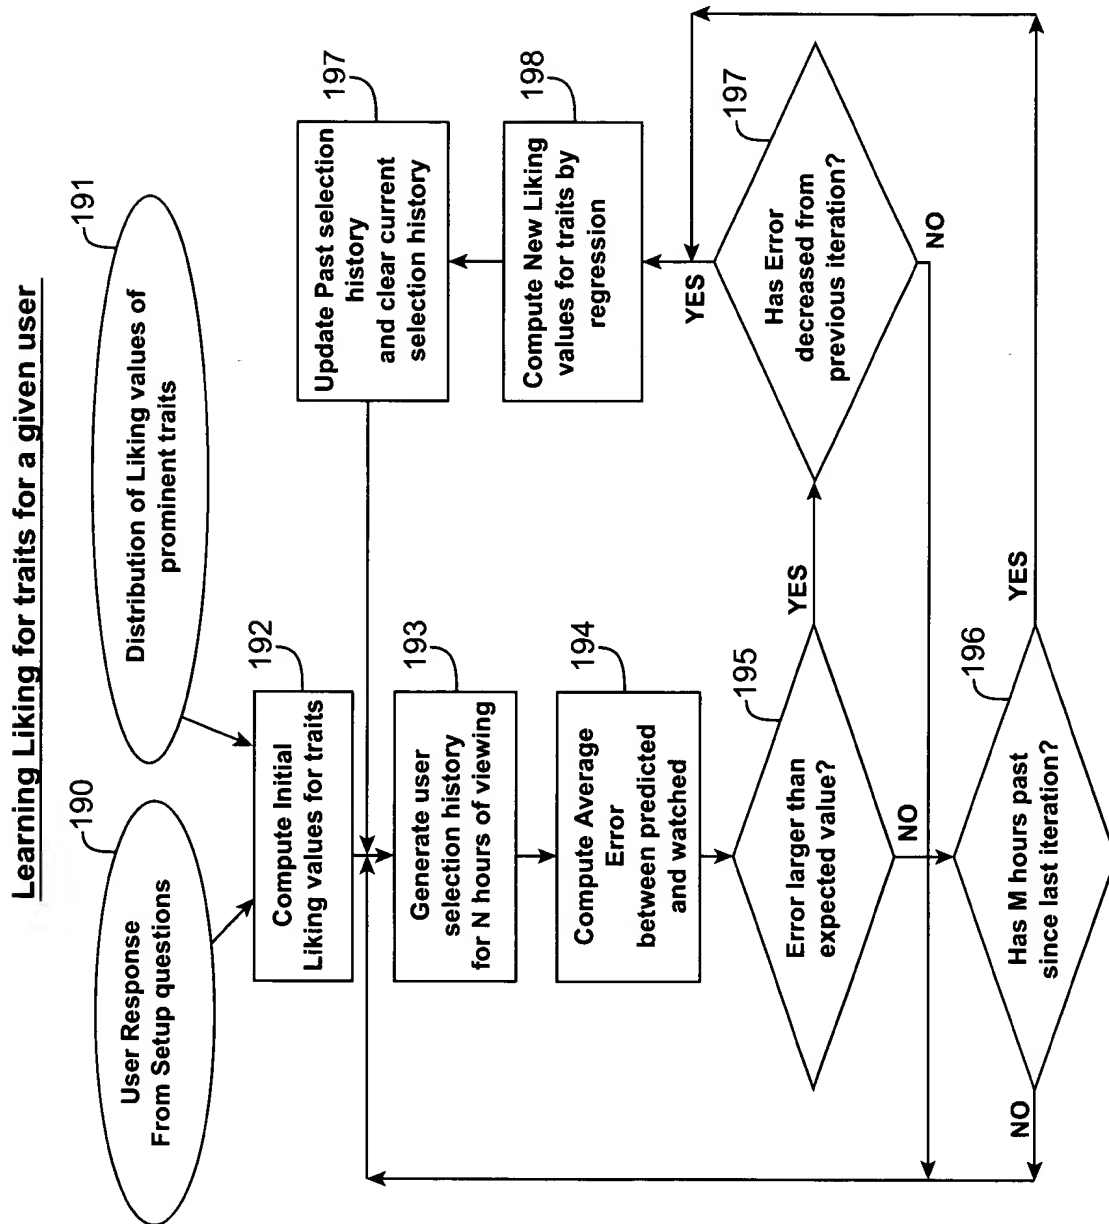 Learning Liking for traits for a given user
190
User Response
From Setup questions
191
Distribution of Liking values of
prominent traits
192
Compute Initial
Liking values for traits
193
Generate user
selection history
for N hours of viewing
194
Compute Average
Error
between predicted
and watched
195
Error larger than
expected value?
YES
NO
196
Has M hours past
since last iteration?
YES
NO
197
Has Error
decreased from
previous iteration?
YES
NO
198
Compute New Liking
values for traits by
regression
197
Update Past selection
history
and clear current
selection history